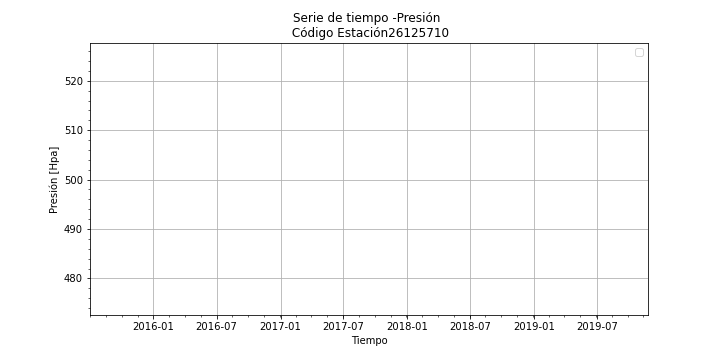 Serie de tiempo -Presión
Código Estación26125710
520
510
500
490
480
Presión [Hpa]
2016-01 2016-07 2017-01 2017-07 2018-01 2018-07 2019-01 2019-07
Tiempo